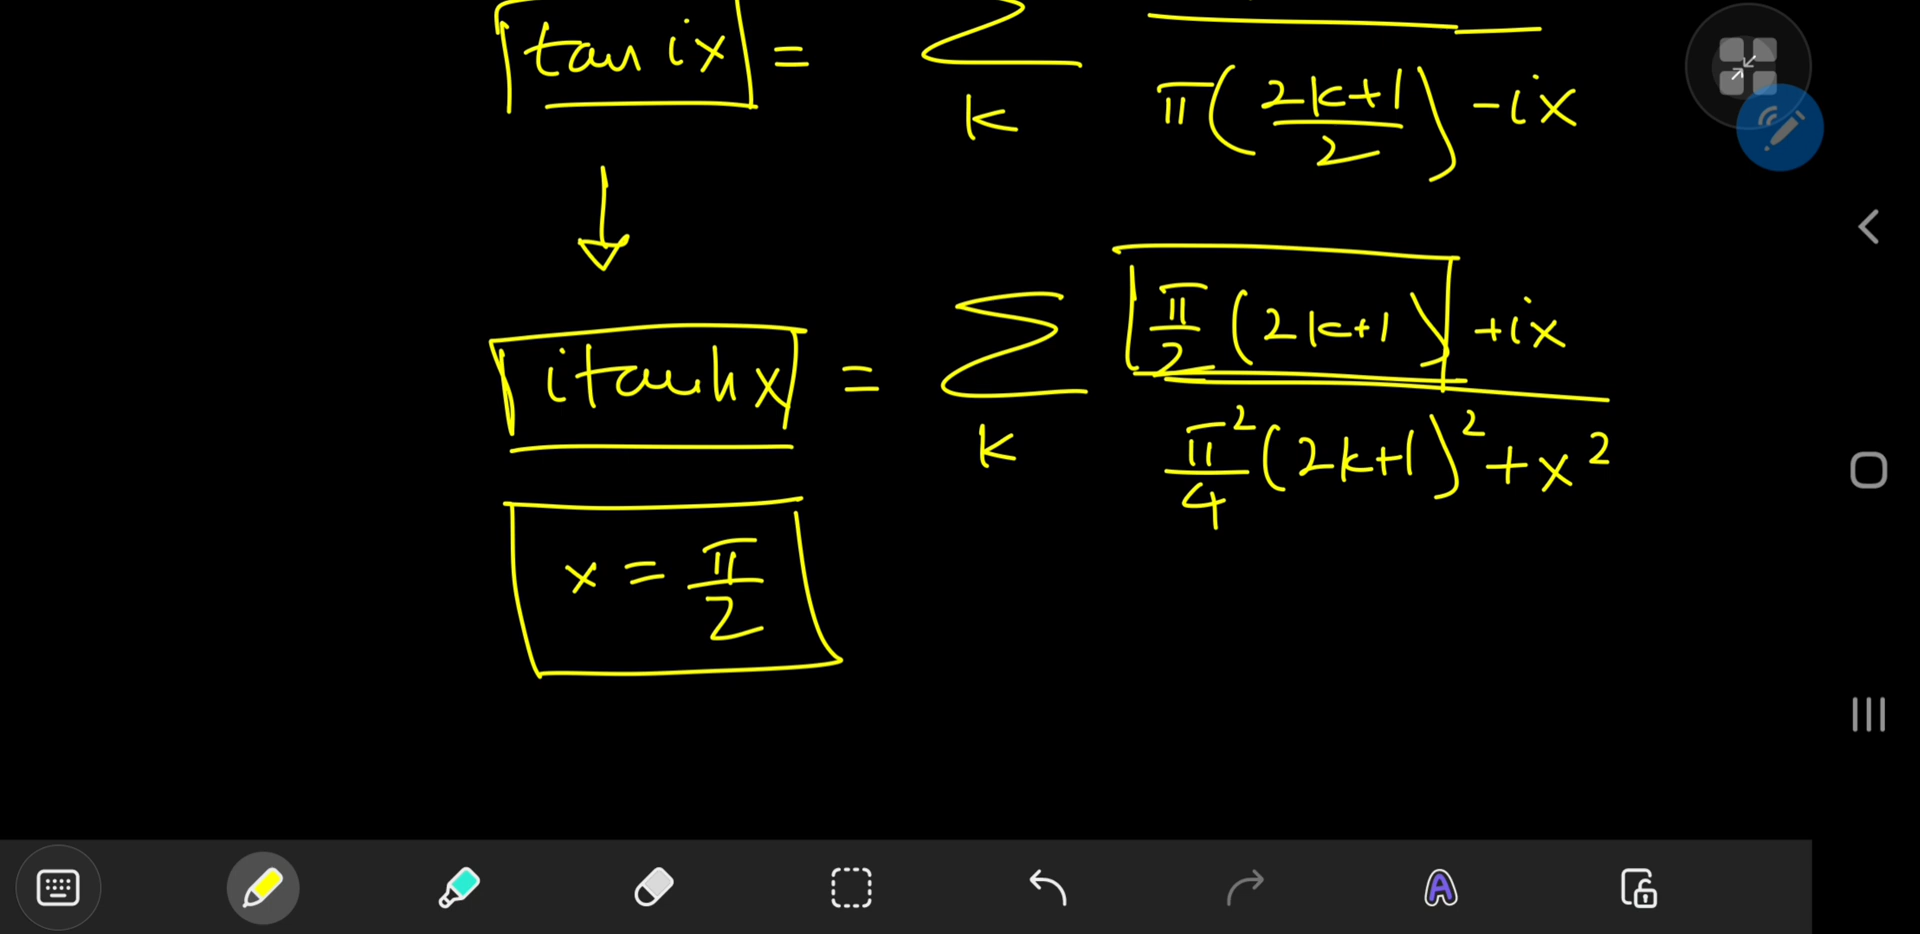 tan ix = Σ_k ――― / π((2k+1)/2) - ix
↓
i tanh x = Σ_k (π/2 (2k+1) + ix) / (π²/4 (2k+1)² + x²)
x = π/2
A